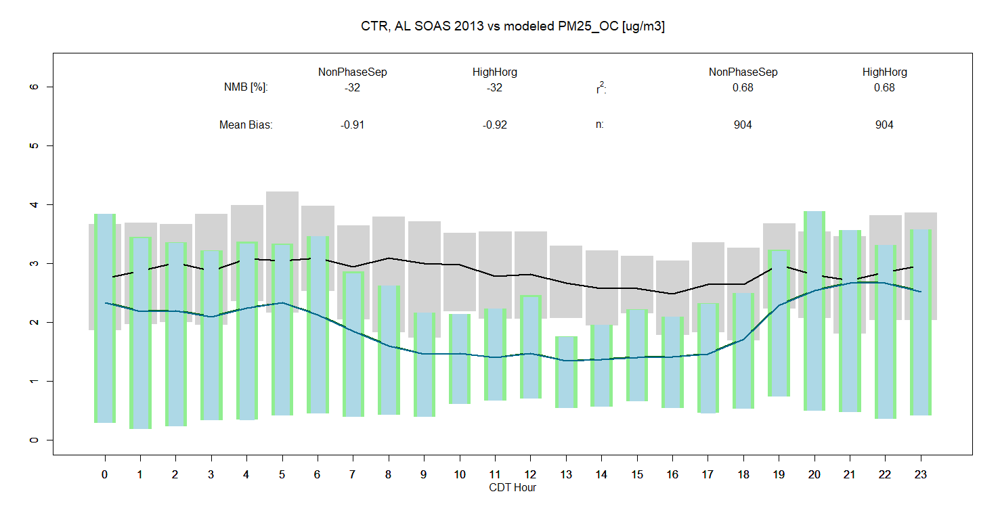 CTR, AL SOAS 2013 vs modeled PM25_OC [ug/m3]
NonPhaseSep HighHorg NonPhaseSep HighHorg
NMB [%]: -32 -32 r2: 0.68 0.68
Mean Bias: -0.91 -0.92 n: 904 904
6
5
4
3
2
1
0
0 1 2 3 4 5 6 7 8 9 10 11 12 13 14 15 16 17 18 19 20 21 22 23
CDT Hour